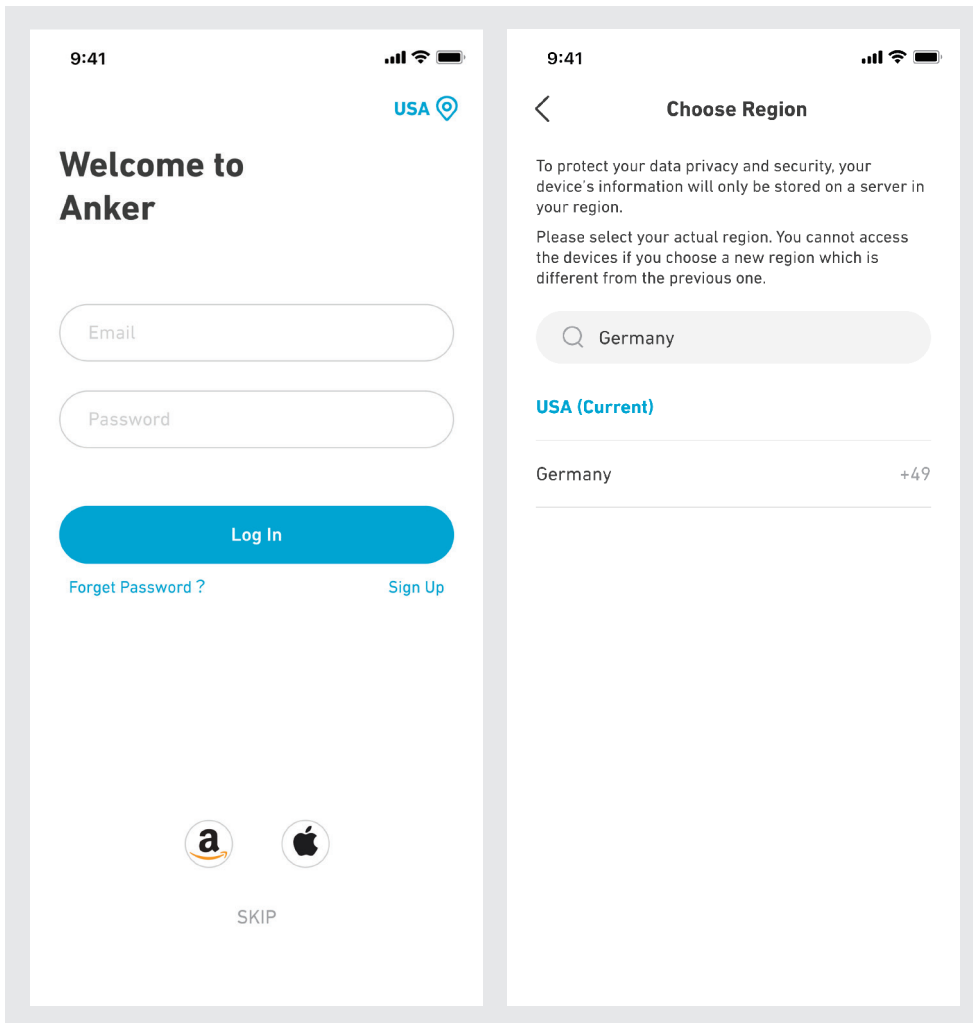 9:41
USA
Welcome to
Anker
Email
Password
Log In
Forget Password ?
Sign Up
a
SKIP
9:41
Choose Region
To protect your data privacy and security, your
device's information will only be stored on a server in
your region.
Please select your actual region. You cannot access
the devices if you choose a new region which is
different from the previous one.
Germany
USA (Current)
Germany +49